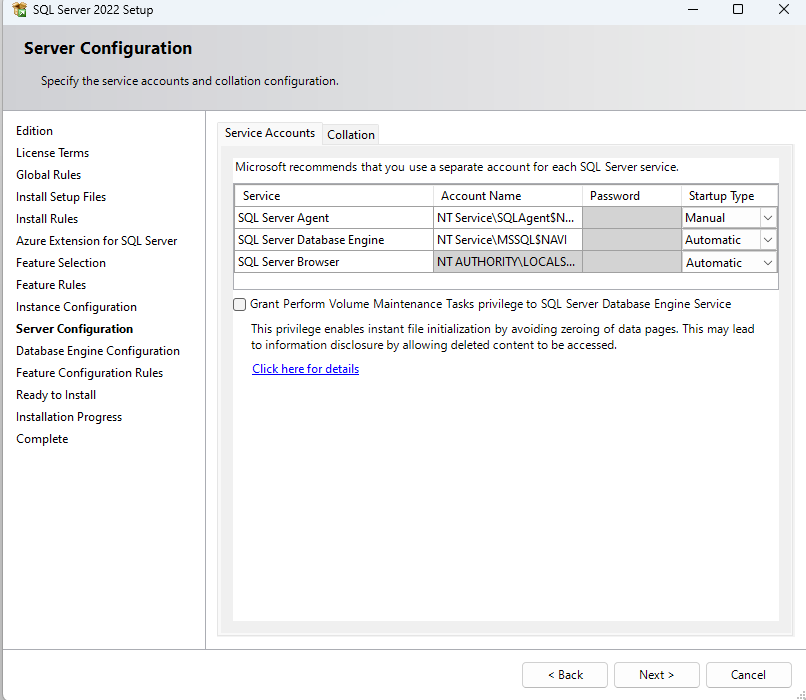 SQL Server 2022 Setup
Server Configuration
Specify the service accounts and collation configuration.
Edition
License Terms
Global Rules
Install Setup Files
Install Rules
Azure Extension for SQL Server
Feature Selection
Feature Rules
Instance Configuration
Server Configuration
Database Engine Configuration
Feature Configuration Rules
Ready to Install
Installation Progress
Complete
Service Accounts Collation
Microsoft recommends that you use a separate account for each SQL Server service.
Service Account Name Password Startup Type
SQL Server Agent NT Service\SQLAgent$N... Manual
SQL Server Database Engine NT Service\MSSQL$NAVI Automatic
SQL Server Browser NT AUTHORITY\LOCALS... Automatic
Grant Perform Volume Maintenance Tasks privilege to SQL Server Database Engine Service
This privilege enables instant file initialization by avoiding zeroing of data pages. This may lead
to information disclosure by allowing deleted content to be accessed.
Click here for details
< Back Next > Cancel